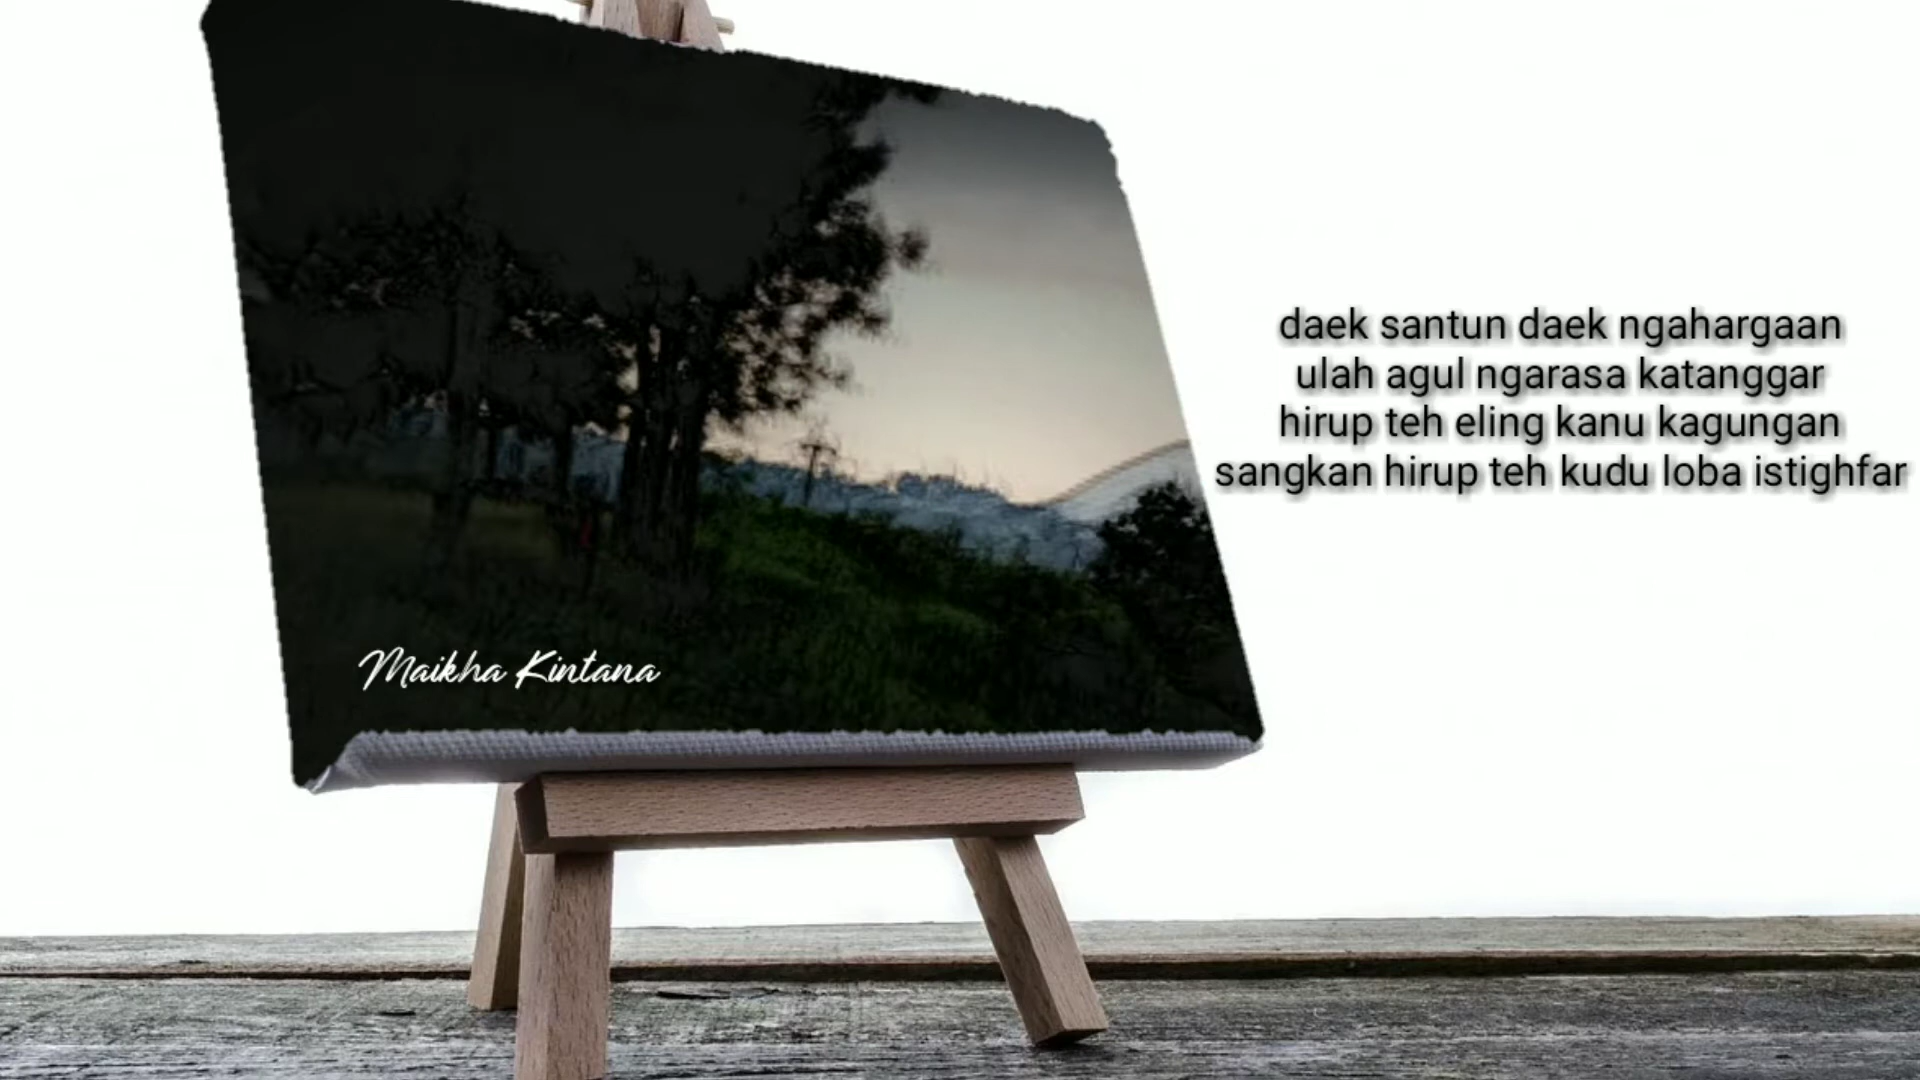 daek santun daek ngahargaan
ulah agul ngarasa katanggar
hirup teh eling kanu kagungan
sangkan hirup teh kudu loba istighfar
Maikha Kintana